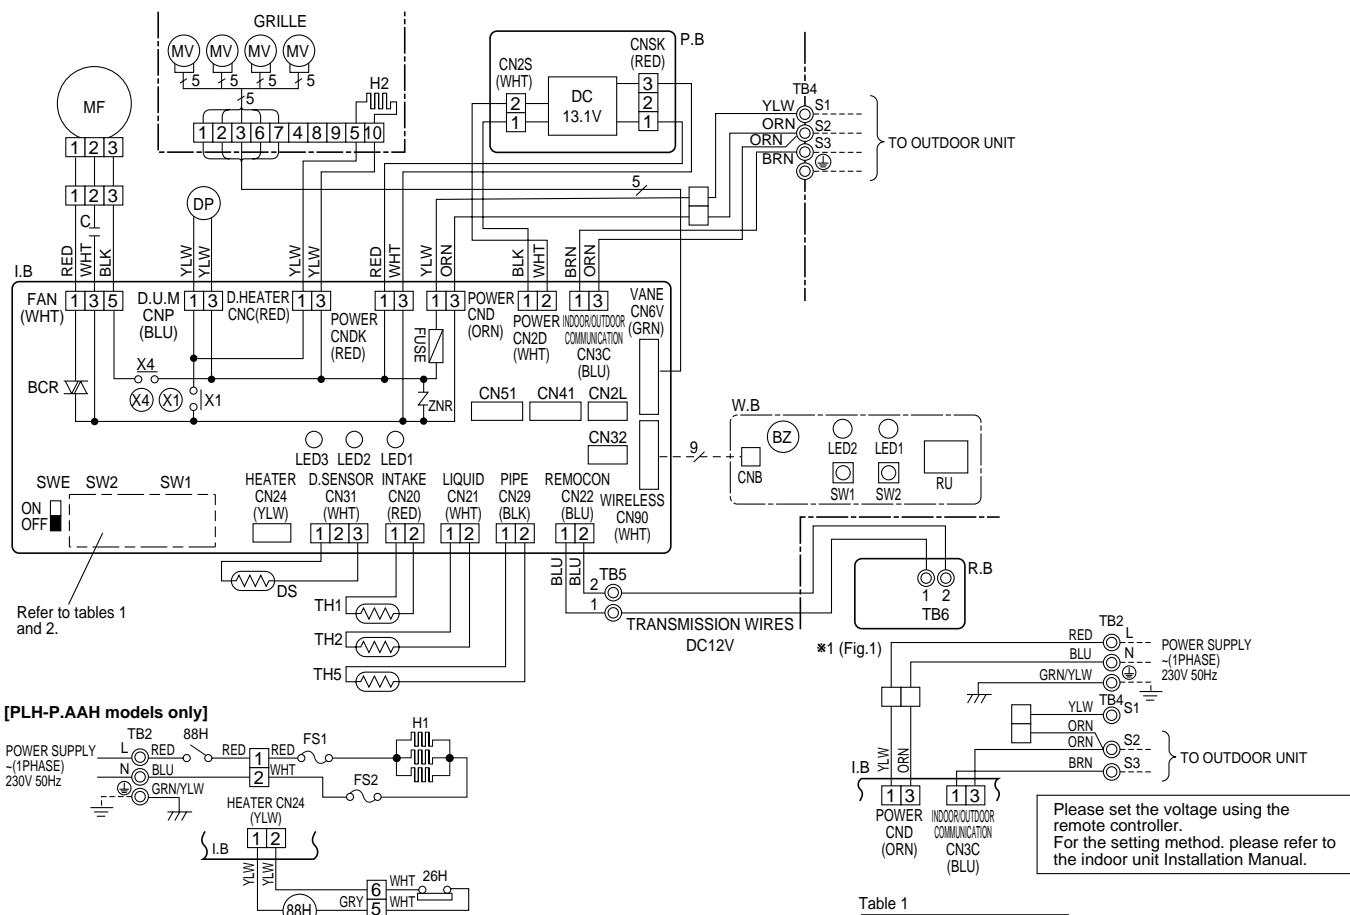 GRILLE
MV MV MV MV
5 5 5 5
5
H2
1 2 3 6 7 4 8 9 5 10
MF
1 2 3
1 2 3
C
DP
P.B
CN2S
(WHT)
CNSK
(RED)
DC
13.1V
2
1
3
2
1
TB4
YLW S1
ORN S2
ORN S3
BRN
TO OUTDOOR UNIT
5
I.B
RED WHT BLK
YLW YLW
YLW YLW
RED WHT
YLW ORN
BLK WHT
BRN ORN
FAN
(WHT)
1 3 5
D.U.M
CNP
(BLU)
1 3
D.HEATER
CNC(RED)
1 3
POWER
CNDK
(RED)
1 3
1 3
POWER
CND
(ORN)
1 2
POWER
CN2D
(WHT)
1 3
INDOOR/OUTDOOR
COMMUNICATION
CN3C
(BLU)
VANE
CN6V
(GRN)
FUSE
BCR
X4
X4 X1 X1
ZNR
CN51 CN41 CN2L
CN32
LED3 LED2 LED1
SWE SW2 SW1
ON
OFF
HEATER
CN24
(YLW)
D.SENSOR
CN31
(WHT)
1 2 3
INTAKE
CN20
(RED)
1 2
LIQUID
CN21
(WHT)
1 2
PIPE
CN29
(BLK)
1 2
REMOCON
CN22
(BLU)
1 2
WIRELESS
CN90
(WHT)
9
W.B
BZ
CNB
LED2 LED1
SW1 SW2
RU
Refer to tables 1
and 2.
DS
TH1
TH2
TH5
BLU BLU
TB5
2
1
TRANSMISSION WIRES
DC12V
R.B
1 2
TB6
※1 (Fig.1)
TB2
RED L
BLU N
GRN/YLW
POWER SUPPLY
~(1PHASE)
230V 50Hz
TB4
YLW S1
ORN
ORN S2
BRN S3
TO OUTDOOR UNIT
I.B
YLW ORN
1 3
POWER
CND
(ORN)
1 3
INDOOR/OUTDOOR
COMMUNICATION
CN3C
(BLU)
Please set the voltage using the
remote controller.
For the setting method. please refer to
the indoor unit Installation Manual.
Table 1
[PLH-P.AAH models only]
POWER SUPPLY
~(1PHASE)
230V 50Hz
TB2
L RED 88H RED 1 RED FS1
H1
N BLU 2 WHT
FS2
GRN/YLW
HEATER CN24
(YLW)
1 2
I.B
YLW YLW
6 WHT 26H
88H GRY 5 WHT